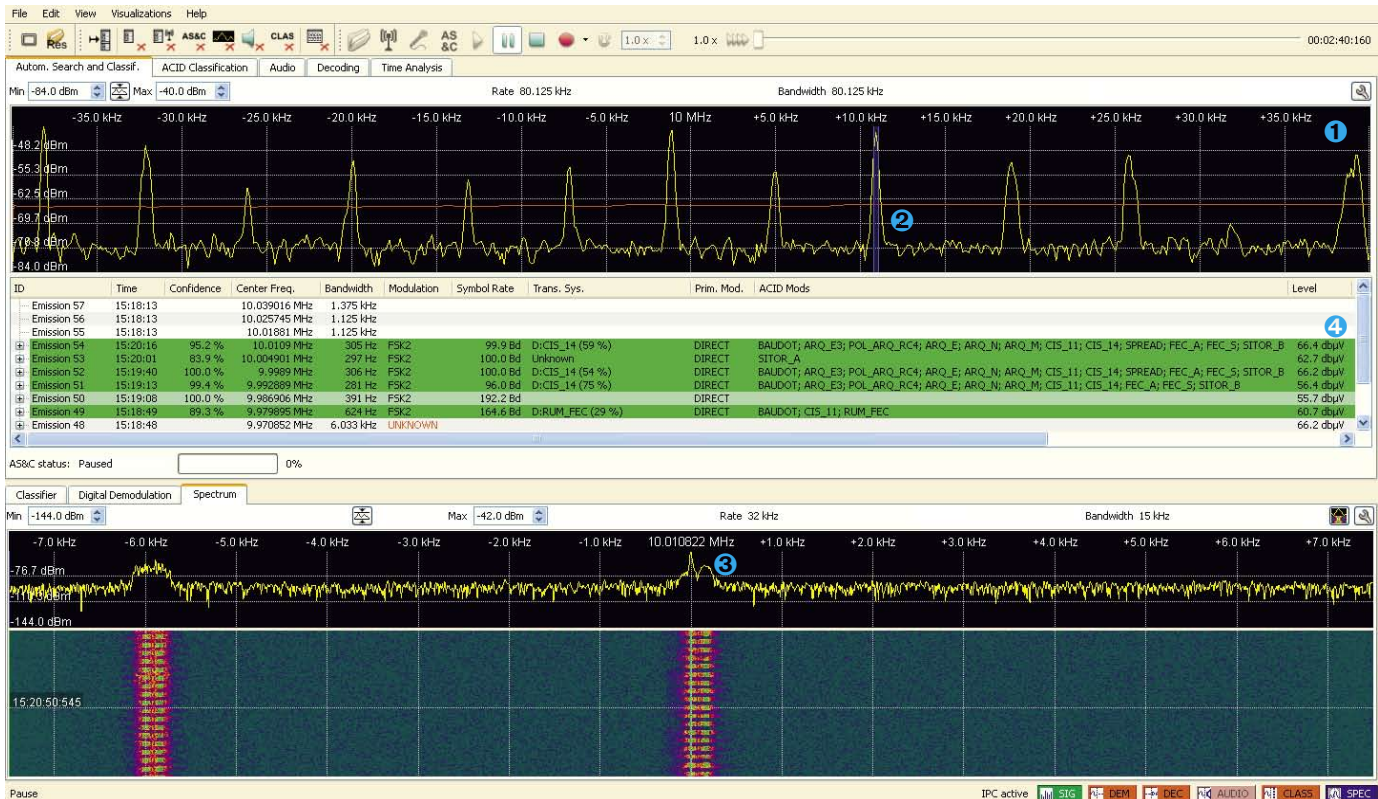 File Edit View Visualizations Help
Res AS&C CLAS AS &C 1.0 x 1.0 x 00:02:40:160
Autom. Search and Classif. ACID Classification Audio Decoding Time Analysis
Min -84.0 dBm Max -40.0 dBm Rate 80.125 kHz Bandwidth 80.125 kHz
-35.0 kHz -30.0 kHz -25.0 kHz -20.0 kHz -15.0 kHz -10.0 kHz -5.0 kHz 10 MHz +5.0 kHz +10.0 kHz +15.0 kHz +20.0 kHz +25.0 kHz +30.0 kHz +35.0 kHz 1
-48.2 dBm
-55.3 dBm
-62.5 dBm
-69.7 dBm
2
-84.0 dBm
ID Time Confidence Center Freq. Bandwidth Modulation Symbol Rate Trans. Sys. Prim. Mod. ACID Mods Level
Emission 57 15:18:13 10.039016 MHz 1.375 kHz
Emission 56 15:18:13 10.025745 MHz 1.125 kHz
Emission 55 15:18:13 10.01881 MHz 1.125 kHz 4
Emission 54 15:20:16 95.2 % 10.0109 MHz 305 Hz FSK2 99.9 Bd D:CIS_14 (59 %) DIRECT BAUDOT; ARQ_E3; POL_ARQ_RC4; ARQ_E; ARQ_N; ARQ_M; CIS_11; CIS_14; SPREAD; FEC_A; FEC_S; SITOR_B 66.4 dbµV
Emission 53 15:20:01 83.9 % 10.004901 MHz 297 Hz FSK2 100.0 Bd Unknown DIRECT SITOR_A 62.7 dbµV
Emission 52 15:19:40 100.0 % 9.9989 MHz 306 Hz FSK2 100.0 Bd D:CIS_14 (54 %) DIRECT BAUDOT; ARQ_E3; POL_ARQ_RC4; ARQ_E; ARQ_N; ARQ_M; CIS_11; CIS_14; SPREAD; FEC_A; FEC_S; SITOR_B 66.2 dbµV
Emission 51 15:19:13 99.4 % 9.992889 MHz 281 Hz FSK2 96.0 Bd D:CIS_14 (75 %) DIRECT BAUDOT; ARQ_E3; POL_ARQ_RC4; ARQ_E; ARQ_N; ARQ_M; CIS_11; CIS_14; FEC_A; FEC_S; SITOR_B 56.4 dbµV
Emission 50 15:19:08 100.0 % 9.986906 MHz 391 Hz FSK2 192.2 Bd DIRECT 55.7 dbµV
Emission 49 15:18:49 89.3 % 9.979895 MHz 624 Hz FSK2 164.6 Bd D:RUM_FEC (29 %) DIRECT BAUDOT; CIS_11; RUM_FEC 60.7 dbµV
Emission 48 15:18:48 9.970852 MHz 6.033 kHz UNKNOWN 66.2 dbµV
AS&C status: Paused 0%
Classifier Digital Demodulation Spectrum
Min -144.0 dBm Max -42.0 dBm Rate 32 kHz Bandwidth 15 kHz
-7.0 kHz -6.0 kHz -5.0 kHz -4.0 kHz -3.0 kHz -2.0 kHz -1.0 kHz 10.010822 MHz +1.0 kHz +2.0 kHz +3.0 kHz +4.0 kHz +5.0 kHz +6.0 kHz +7.0 kHz
-76.7 dBm 3
-144.0 dBm
15:20:50:545
Pause IPC active SIG DEM DEC AUDIO CLASS SPEC